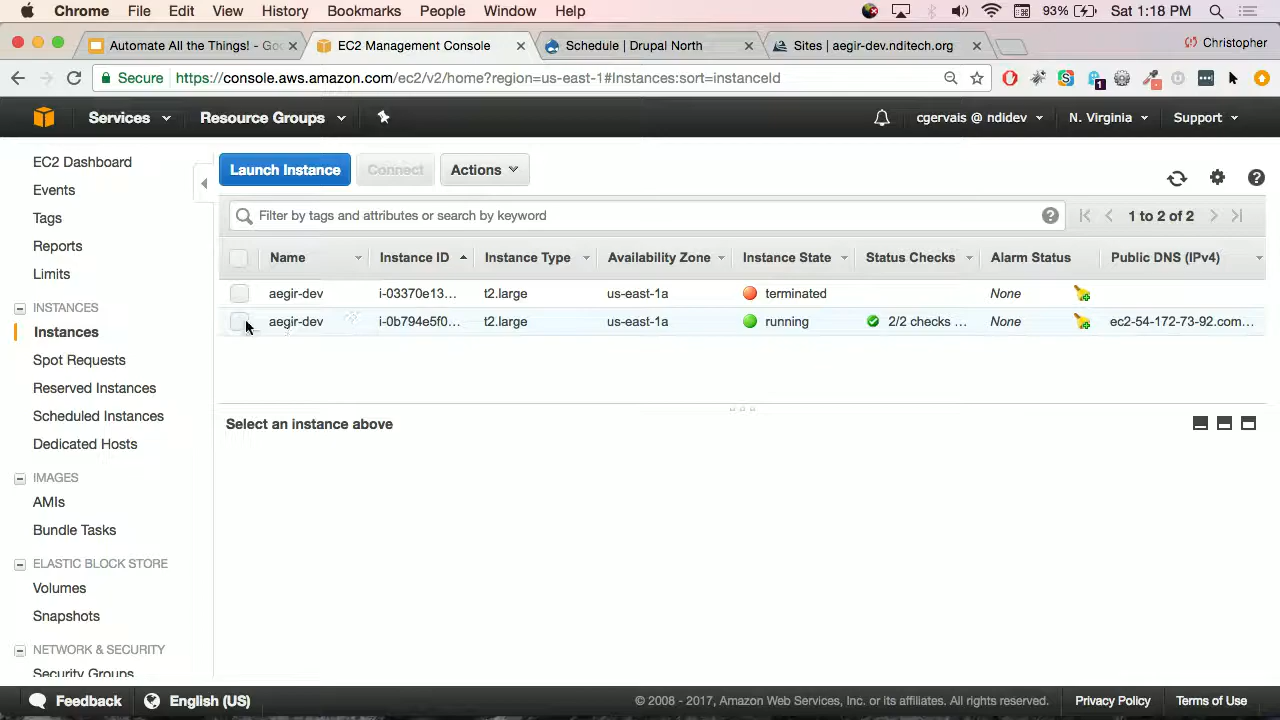 Chrome File Edit View History Bookmarks People Window Help 93% Sat 1:18 PM
Automate All the Things! - Goo EC2 Management Console Schedule | Drupal North Sites | aegir-dev.nditech.org Christopher
Secure https://console.aws.amazon.com/ec2/v2/home?region=us-east-1#Instances:sort=instanceId 1
Services Resource Groups cgervais @ ndidev N. Virginia Support
EC2 Dashboard
Events
Tags
Reports
Limits
INSTANCES
Instances
Spot Requests
Reserved Instances
Scheduled Instances
Dedicated Hosts
IMAGES
AMIs
Bundle Tasks
ELASTIC BLOCK STORE
Volumes
Snapshots
NETWORK & SECURITY
Security Groups
Launch Instance Connect Actions
Filter by tags and attributes or search by keyword 1 to 2 of 2
Name Instance ID Instance Type Availability Zone Instance State Status Checks Alarm Status Public DNS (IPv4)
aegir-dev i-03370e13... t2.large us-east-1a terminated None
aegir-dev i-0b794e5f0... t2.large us-east-1a running 2/2 checks ... None ec2-54-172-73-92.com...
Select an instance above
Feedback English (US) © 2008 - 2017, Amazon Web Services, Inc. or its affiliates. All rights reserved. Privacy Policy Terms of Use